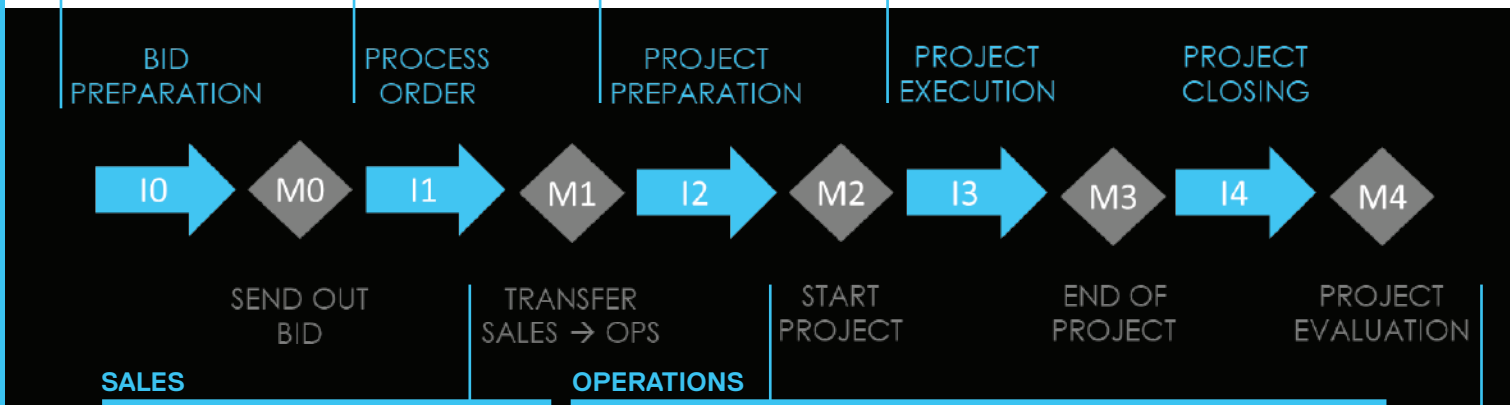 BID
PREPARATION
PROCESS
ORDER
PROJECT
PREPARATION
PROJECT
EXECUTION
PROJECT
CLOSING
I0
M0
I1
M1
I2
M2
I3
M3
I4
M4
SEND OUT
BID
TRANSFER
SALES → OPS
START
PROJECT
END OF
PROJECT
PROJECT
EVALUATION
SALES
OPERATIONS